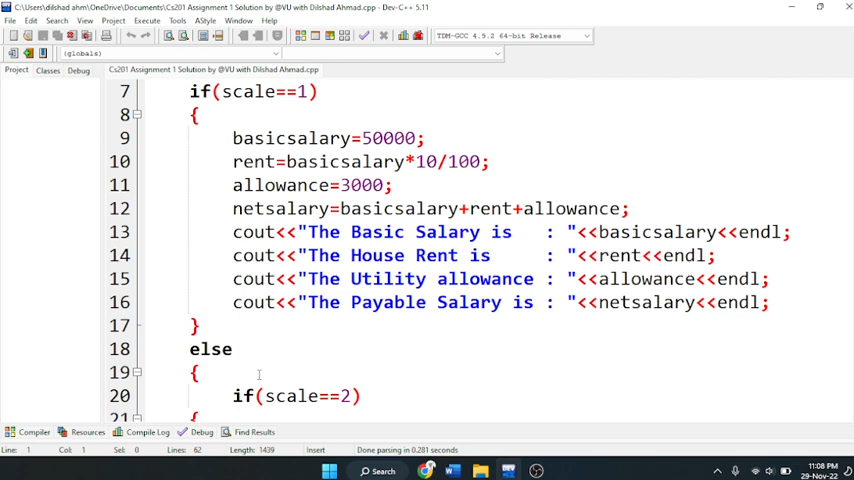 C:\Users\dilshad ahm\OneDrive\Documents\Cs201 Assignment 1 Solution by @VU with Dilshad Ahmad.cpp - Dev-C++ 5.11
File Edit Search View Project Execute Tools AStyle Window Help
TDM-GCC 4.9.2 64-bit Release
(globals)
Project Classes Debug Cs201 Assignment 1 Solution by @VU with Dilshad Ahmad.cpp
7 if(scale==1)
8 {
9 basicsalary=50000;
10 rent=basicsalary*10/100;
11 allowance=3000;
12 netsalary=basicsalary+rent+allowance;
13 cout<<"The Basic Salary is   : "<<basicsalary<<endl;
14 cout<<"The House Rent is     : "<<rent<<endl;
15 cout<<"The Utility allowance : "<<allowance<<endl;
16 cout<<"The Payable Salary is : "<<netsalary<<endl;
17 }
18 else
19 {
20 if(scale==2)
21 {
Compiler Resources Compile Log Debug Find Results
Line: 1 Col: 1 Sel: 0 Lines: 62 Length: 1439 Insert Done parsing in 0.281 seconds
Search
11:08 PM
29-Nov-22